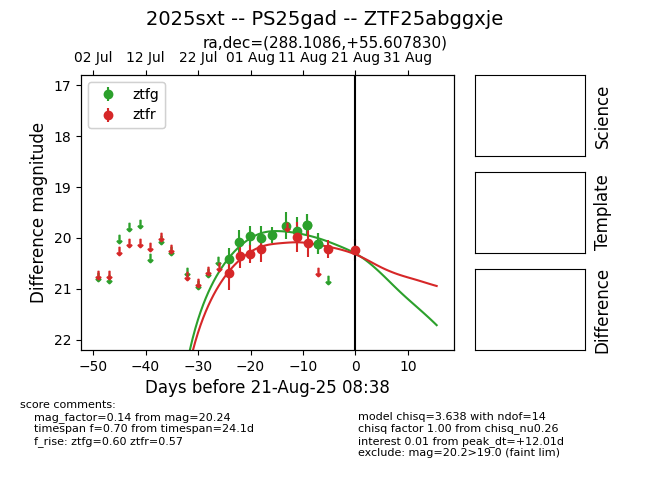 2025sxt -- PS25gad -- ZTF25abggxje
ra,dec=(288.1086,+55.607830)
02 Jul 12 Jul 22 Jul 01 Aug 11 Aug 21 Aug 31 Aug
ztfg
ztfr
17
18
19
20
21
22
Difference magnitude
−50 −40 −30 −20 −10 0 10
Days before 21-Aug-25 08:38
Science
Template
Difference
score comments:
mag_factor=0.14 from mag=20.24
timespan f=0.70 from timespan=24.1d
f_rise: ztfg=0.60 ztfr=0.57
model chisq=3.638 with ndof=14
chisq factor 1.00 from chisq_nu0.26
interest 0.01 from peak_dt=+12.01d
exclude: mag=20.2>19.0 (faint lim)